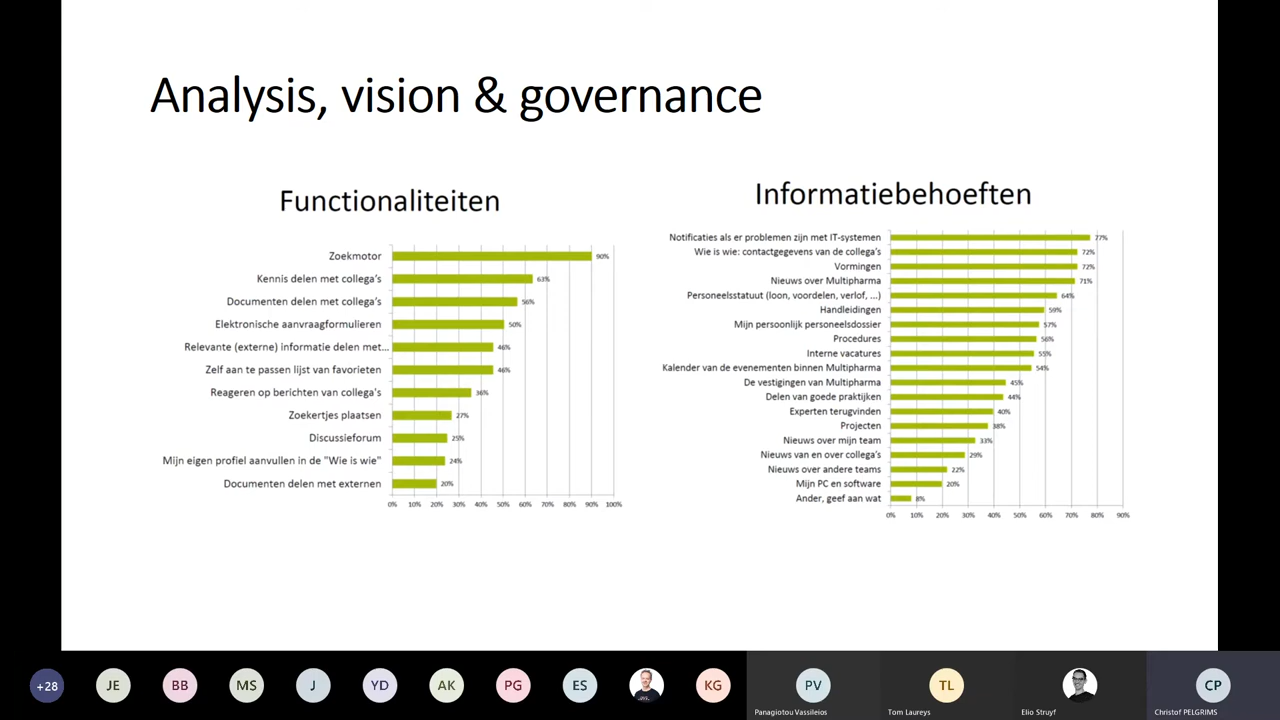 Analysis, vision & governance
Functionaliteiten
Zoekmotor 90%
Kennis delen met collega's 63%
Documenten delen met collega's 56%
Elektronische aanvraagformulieren 50%
Relevante (externe) informatie delen met... 46%
Zelf aan te passen lijst van favorieten 46%
Reageren op berichten van collega's 36%
Zoekertjes plaatsen 27%
Discussieforum 25%
Mijn eigen profiel aanvullen in de "Wie is wie" 24%
Documenten delen met externen 20%
0% 10% 20% 30% 40% 50% 60% 70% 80% 90% 100%
Informatiebehoeften
Notificaties als er problemen zijn met IT-systemen 77%
Wie is wie: contactgegevens van de collega's 72%
Vormingen 72%
Nieuws over Multipharma 71%
Personeelsstatuut (loon, voordelen, verlof, ...) 64%
Handleidingen 59%
Mijn persoonlijk personeelsdossier 57%
Procedures 56%
Interne vacatures 55%
Kalender van de evenementen binnen Multipharma 54%
De vestigingen van Multipharma 45%
Delen van goede praktijken 44%
Experten terugvinden 40%
Projecten 38%
Nieuws over mijn team 33%
Nieuws van en over collega's 29%
Nieuws over andere teams 22%
Mijn PC en software 20%
Ander, geef aan wat 8%
0% 10% 20% 30% 40% 50% 60% 70% 80% 90%
+28 JE BB MS J YD AK PG ES KG PV TL CP
Panagiotou Vassileios Tom Laureys Elio Struyf Christof PELGRIMS